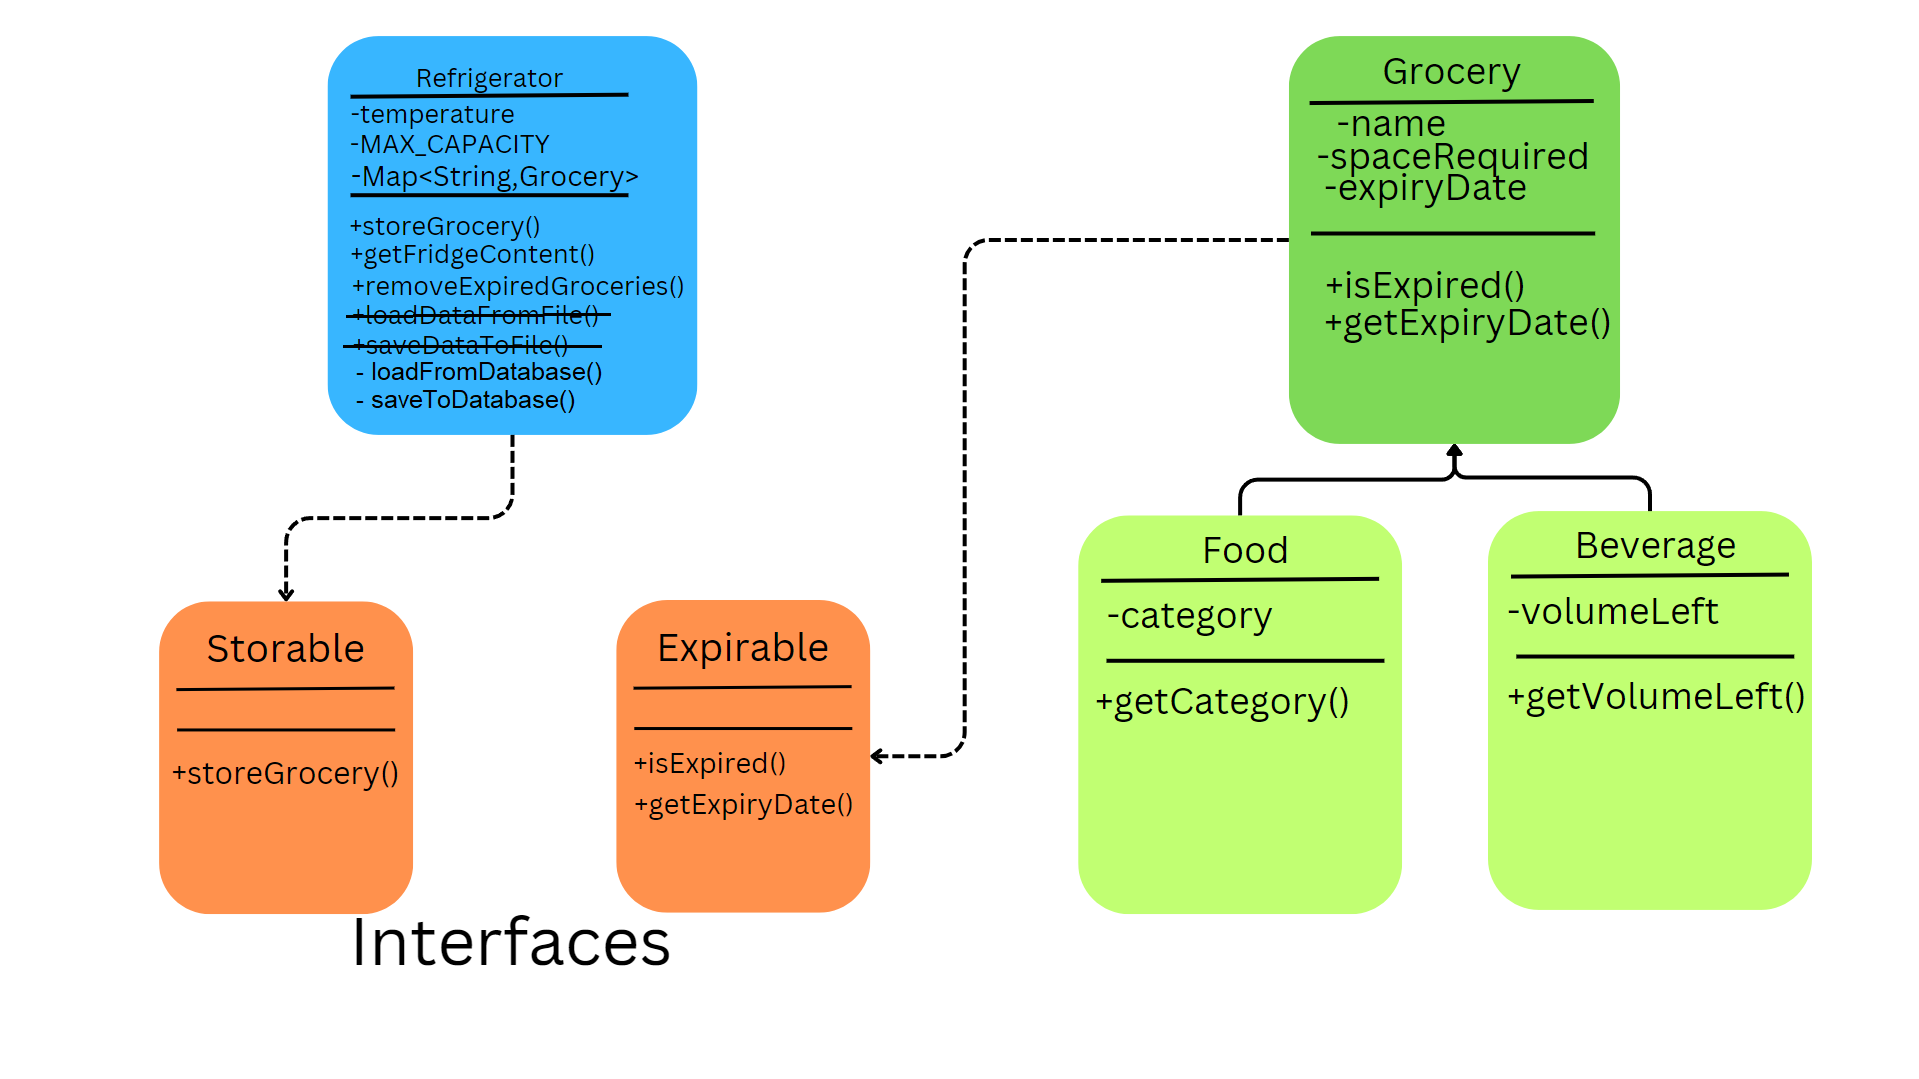 Refrigerator
-temperature
-MAX_CAPACITY
-Map<String,Grocery>
+storeGrocery()
+getFridgeContent()
+removeExpiredGroceries()
+loadDataFromFile()
+saveDataToFile()
- loadFromDatabase()
- saveToDatabase()
Grocery
-name
-spaceRequired
-expiryDate
+isExpired()
+getExpiryDate()
Storable
+storeGrocery()
Expirable
+isExpired()
+getExpiryDate()
Food
-category
+getCategory()
Beverage
-volumeLeft
+getVolumeLeft()
Interfaces